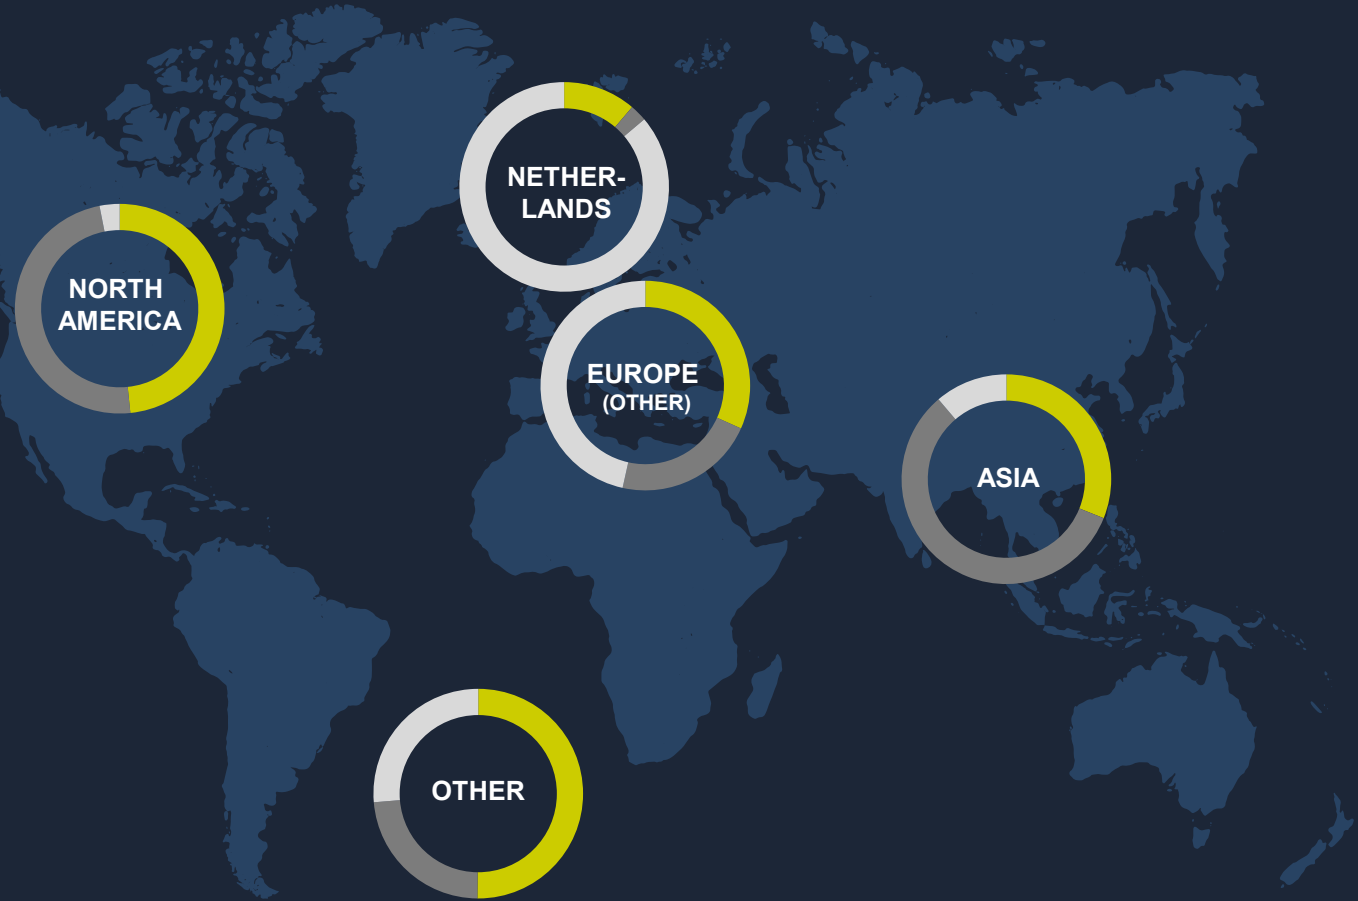 NETHER-
LANDS
NORTH
AMERICA
EUROPE
(OTHER)
ASIA
OTHER